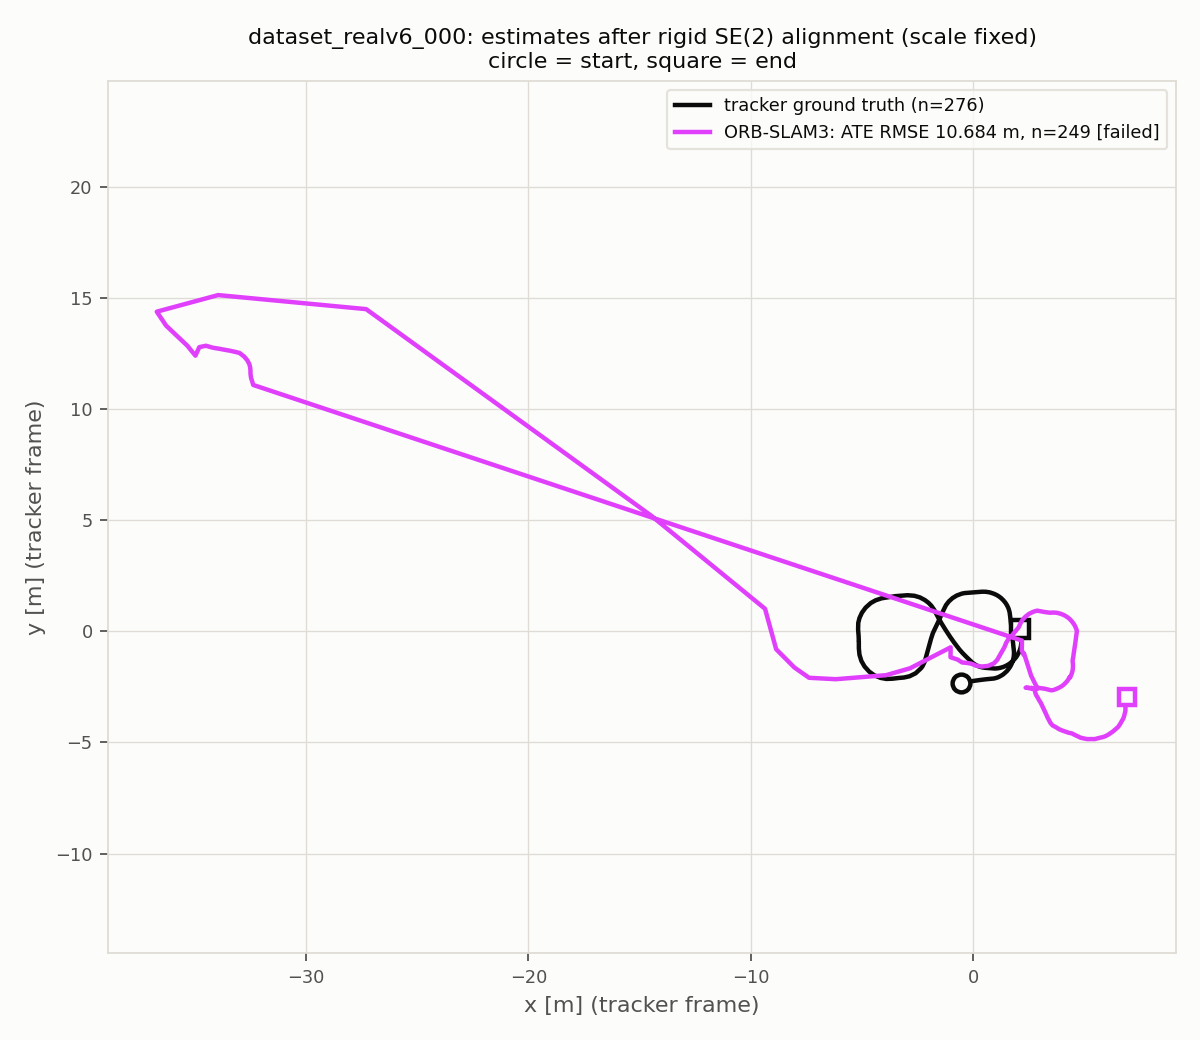 dataset_realv6_000: estimates after rigid SE(2) alignment (scale fixed)
circle = start, square = end
tracker ground truth (n=276)
ORB-SLAM3: ATE RMSE 10.684 m, n=249 [failed]
y [m] (tracker frame)
20
15
10
5
0
−5
−10
−30
−20
−10
0
x [m] (tracker frame)